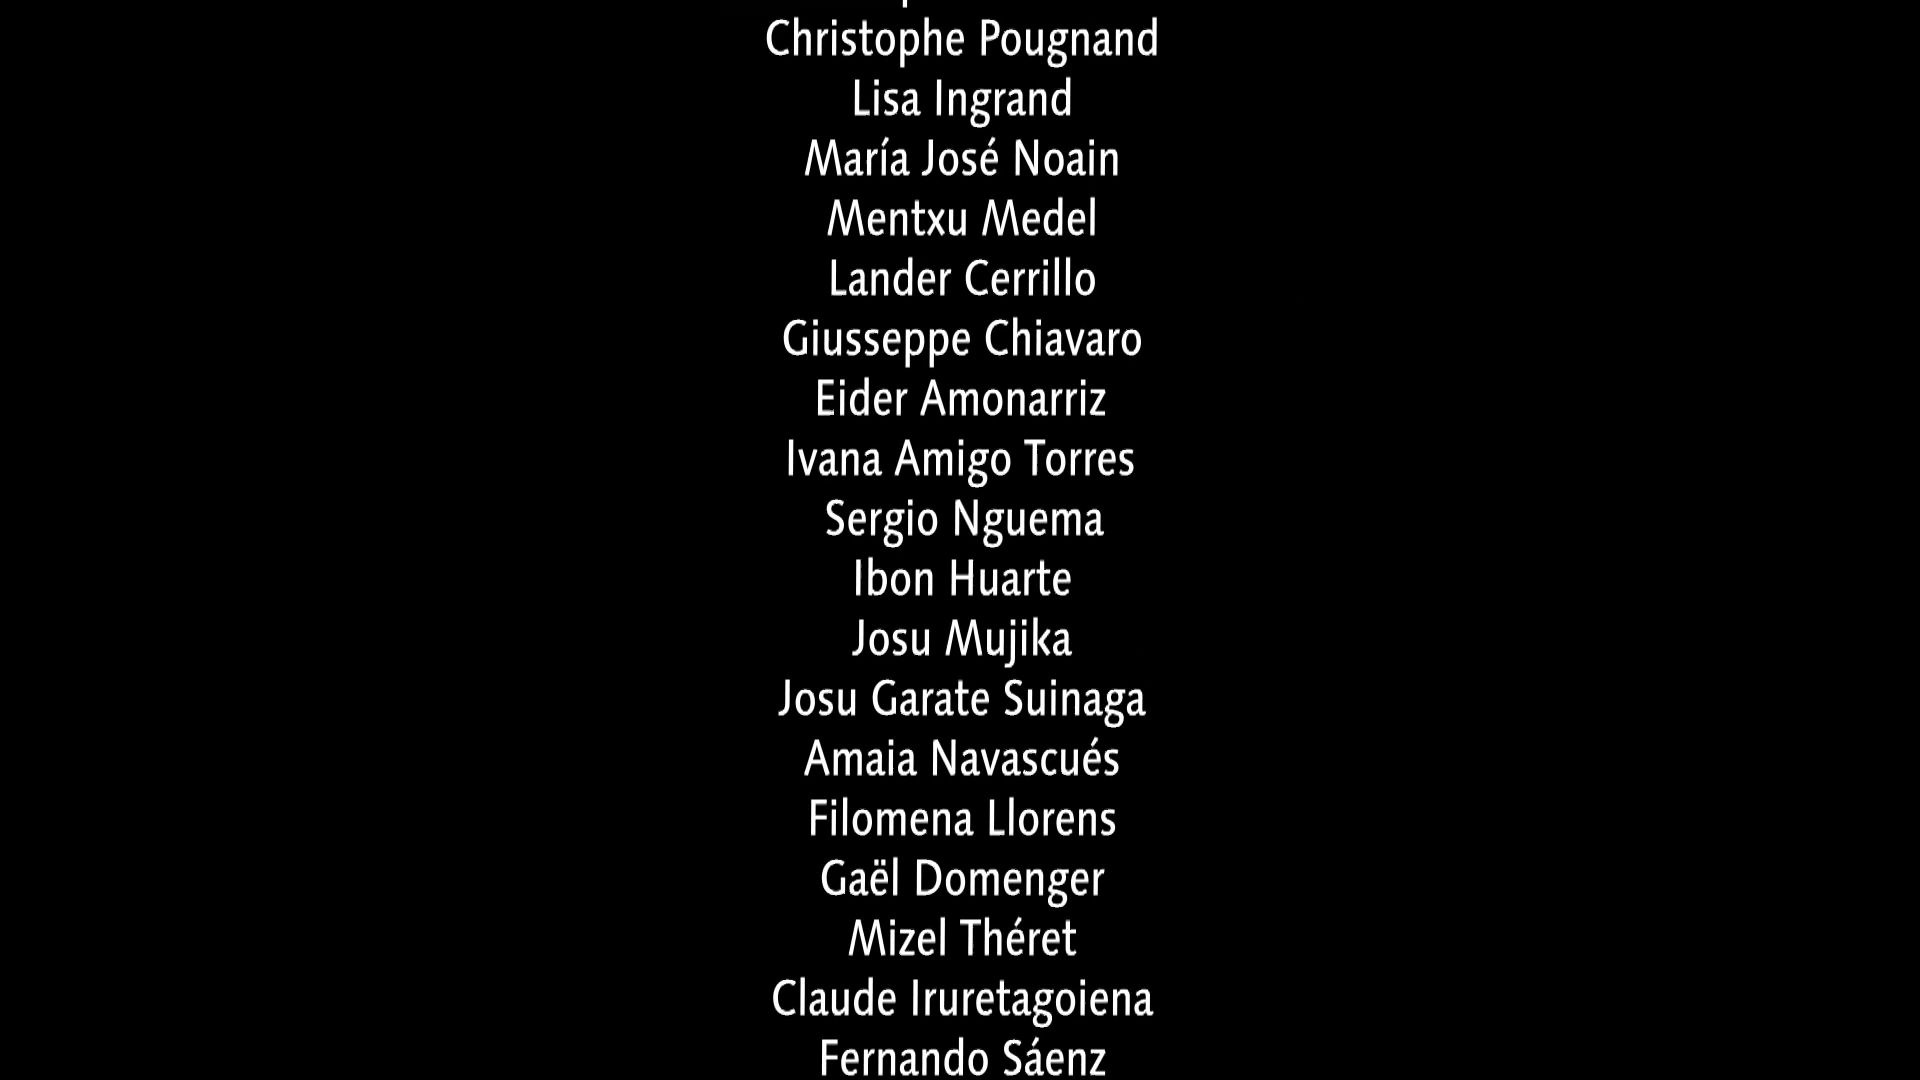 Christophe Pougnand
Lisa Ingrand
María José Noain
Mentxu Medel
Lander Cerrillo
Giusseppe Chiavaro
Eider Amonarriz
Ivana Amigo Torres
Sergio Nguema
Ibon Huarte
Josu Mujika
Josu Garate Suinaga
Amaia Navascués
Filomena Llorens
Gaël Domenger
Mizel Théret
Claude Iruretagoiena
Fernando Sáenz